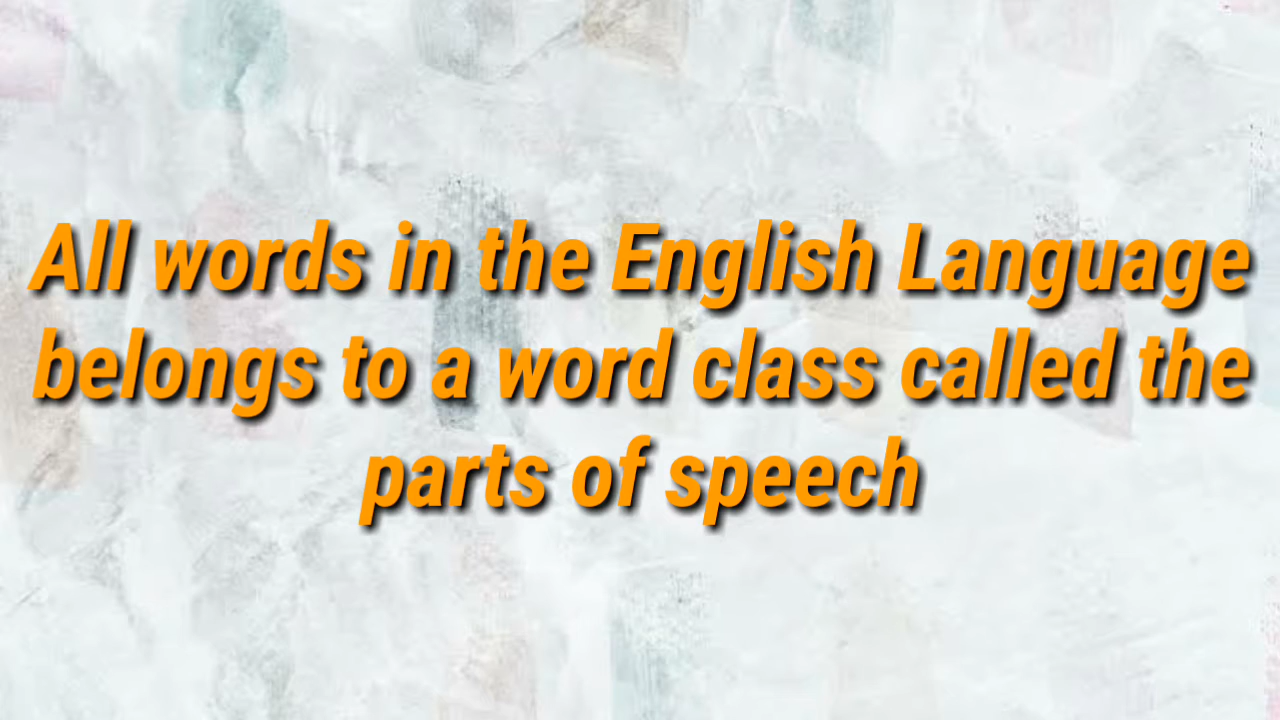 All words in the English Language
belongs to a word class called the
parts of speech